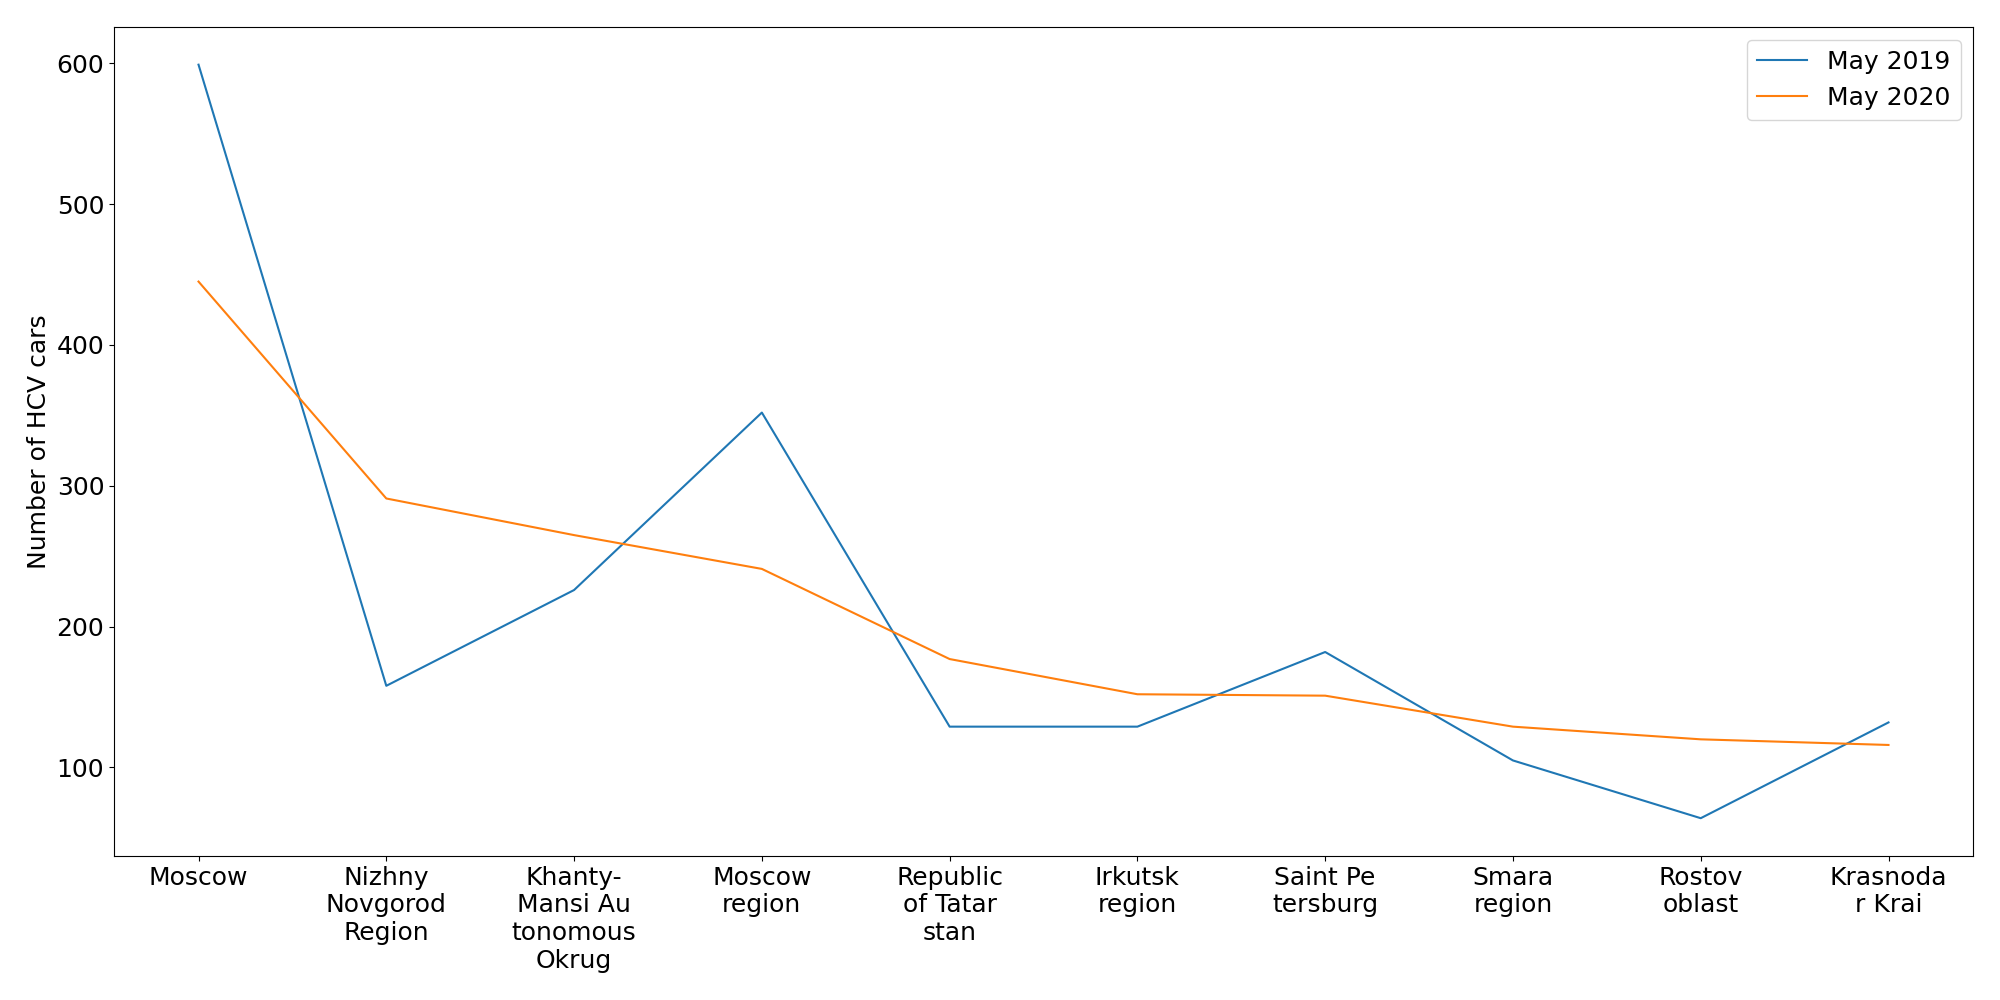 600
500
400
300
200
100
Number of HCV cars
May 2019
May 2020
Moscow
Nizhny
Novgorod
Region
Khanty-
Mansi Au
tonomous
Okrug
Moscow
region
Republic
of Tatar
stan
Irkutsk
region
Saint Pe
tersburg
Smara
region
Rostov
oblast
Krasnoda
r Krai